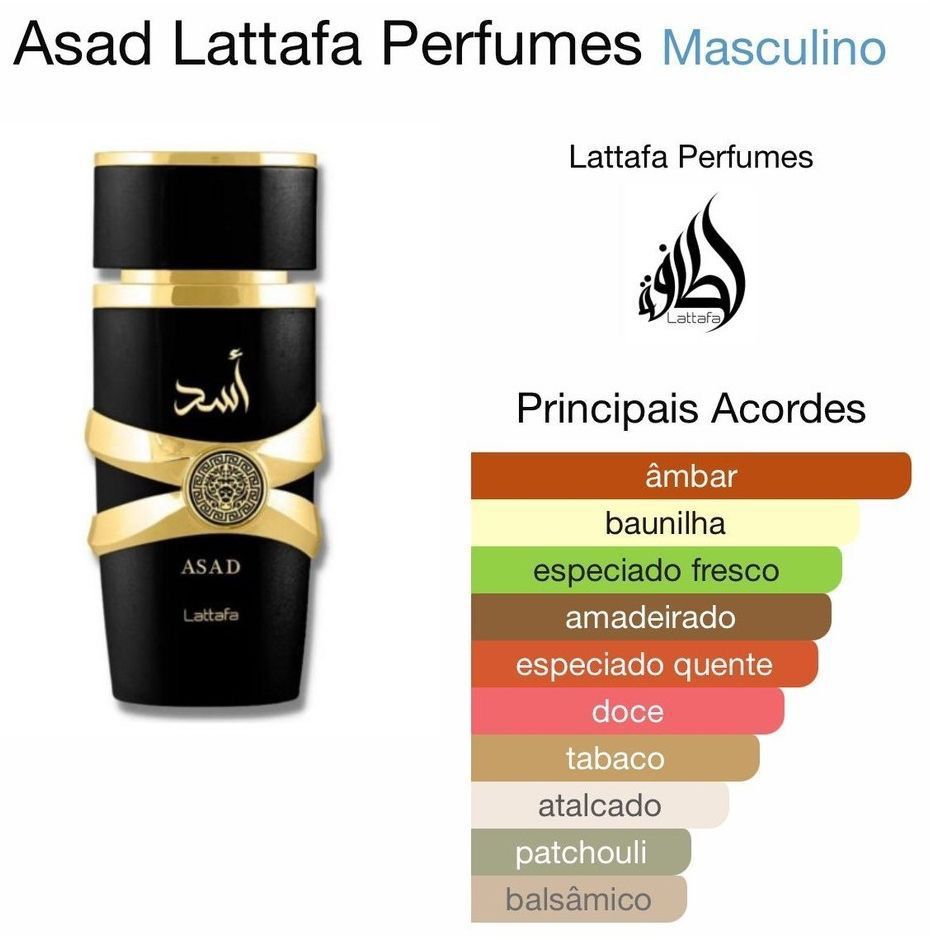 Asad Lattafa Perfumes Masculino
Lattafa Perfumes
لطافة
Lattafa
أسد
ASAD
Lattafa
Principais Acordes
âmbar
baunilha
especiado fresco
amadeirado
especiado quente
doce
tabaco
atalcado
patchouli
balsâmico